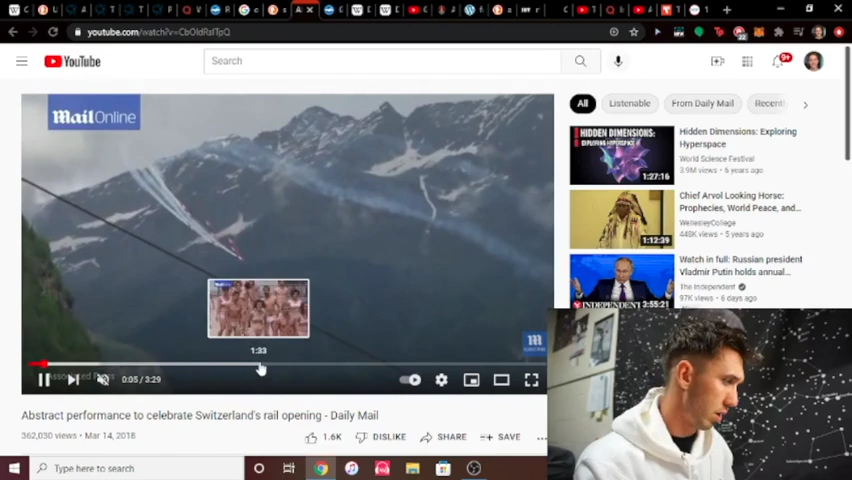 youtube.com/watch?v=CbOldRsITpQ
YouTube
Search
9+
Mail Online
All
Listenable
From Daily Mail
HIDDEN DIMENSIONS:
EXPLORING HYPERSPACE
1:27:16
Hidden Dimensions: Exploring
Hyperspace
World Science Festival
3.9M views • 6 years ago
1:12:39
Chief Arvol Looking Horse:
Prophecies, World Peace, and...
WellesleyCollege
448K views • 5 years ago
INDEPENDENT
3:55:21
Watch in full: Russian president
Vladmir Putin holds annual...
The Independent
97K views • 6 days ago
1:33
0:05 / 3:29
Abstract performance to celebrate Switzerland's rail opening - Daily Mail
362,030 views • Mar 14, 2018
1.6K
DISLIKE
SHARE
SAVE
Type here to search